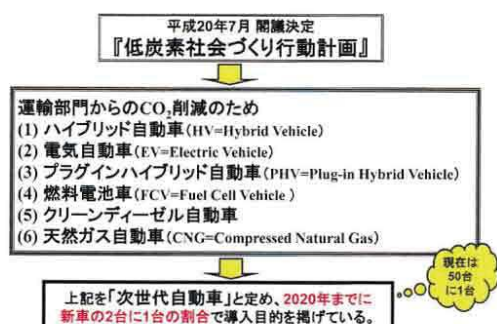 平成20年7月 閣議決定
『低炭素社会づくり行動計画』
運輸部門からのCO₂削減のため
(1) ハイブリッド自動車(HV=Hybrid Vehicle)
(2) 電気自動車(EV=Electric Vehicle)
(3) プラグインハイブリッド自動車(PHV=Plug-in Hybrid Vehicle)
(4) 燃料電池車(FCV=Fuel Cell Vehicle )
(5) クリーンディーゼル自動車
(6) 天然ガス自動車(CNG=Compressed Natural Gas)
現在は
50台
に1台
上記を「次世代自動車」と定め、2020年までに
新車の2台に1台の割合で導入目的を掲げている。